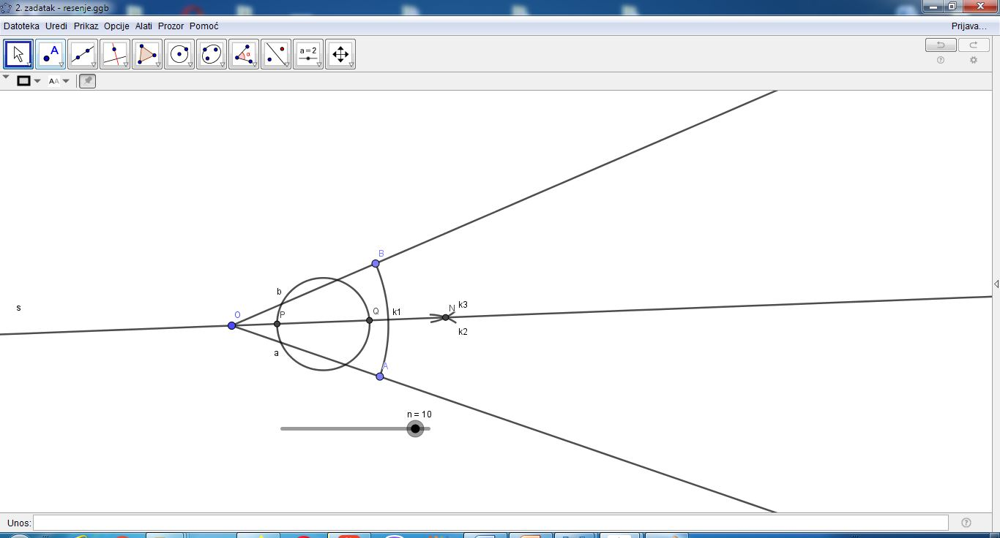 2. zadatak - resenje.ggb
Datoteka Uredi Prikaz Opcije Alati Prozor Pomoć
Prijava...
A
α
a = 2
AA
B
b
k3
s
O
P
Q
k1
N
k2
a
A
n = 10
Unos: